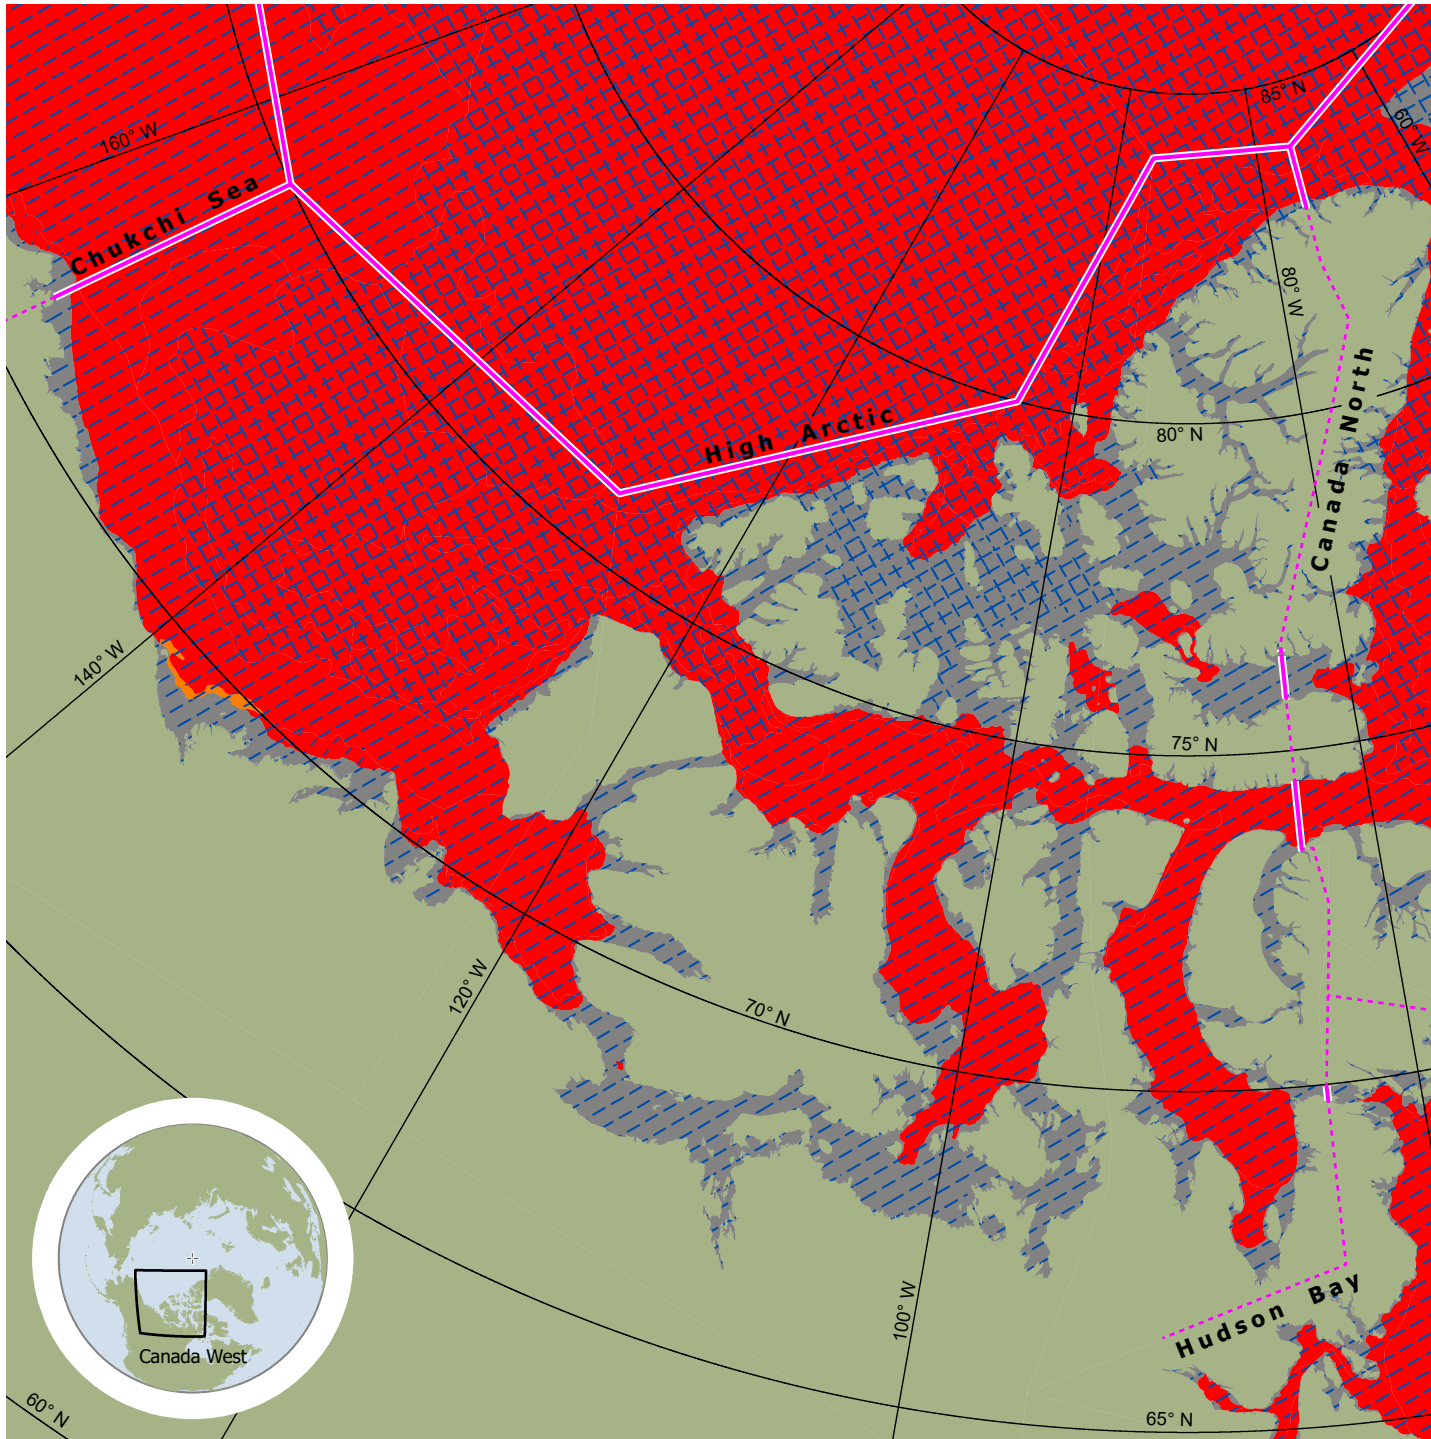 85° N
60° W
160° W
Chukchi Sea
80° W
Canada North
High Arctic
80° N
140° W
75° N
120° W
70° N
100° W
Hudson Bay
Canada West
60° N
65° N